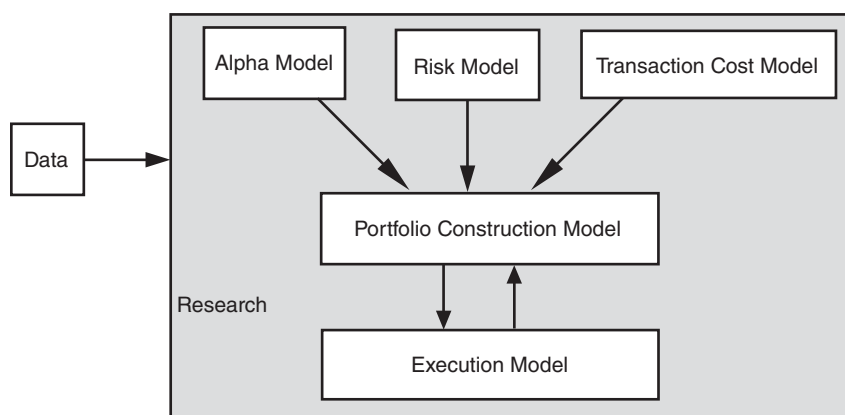 Alpha Model
Risk Model
Transaction Cost Model
Data
Portfolio Construction Model
Research
Execution Model